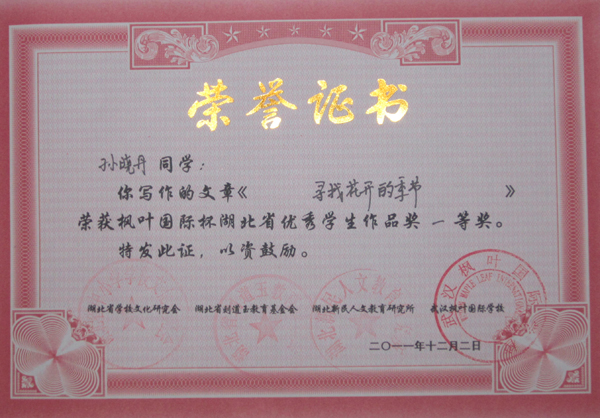 荣誉证书
孙晓丹 同学:
你写作的文章《 寻找花开的季节 》
荣获枫叶国际杯湖北省优秀学生作品奖 一 等奖。
特发此证，以资鼓励。
湖北省学校文化研究会 湖北省刘道玉教育基金会 湖北新民人文教育研究所 武汉枫叶国际学校
二〇一一年十二月二日